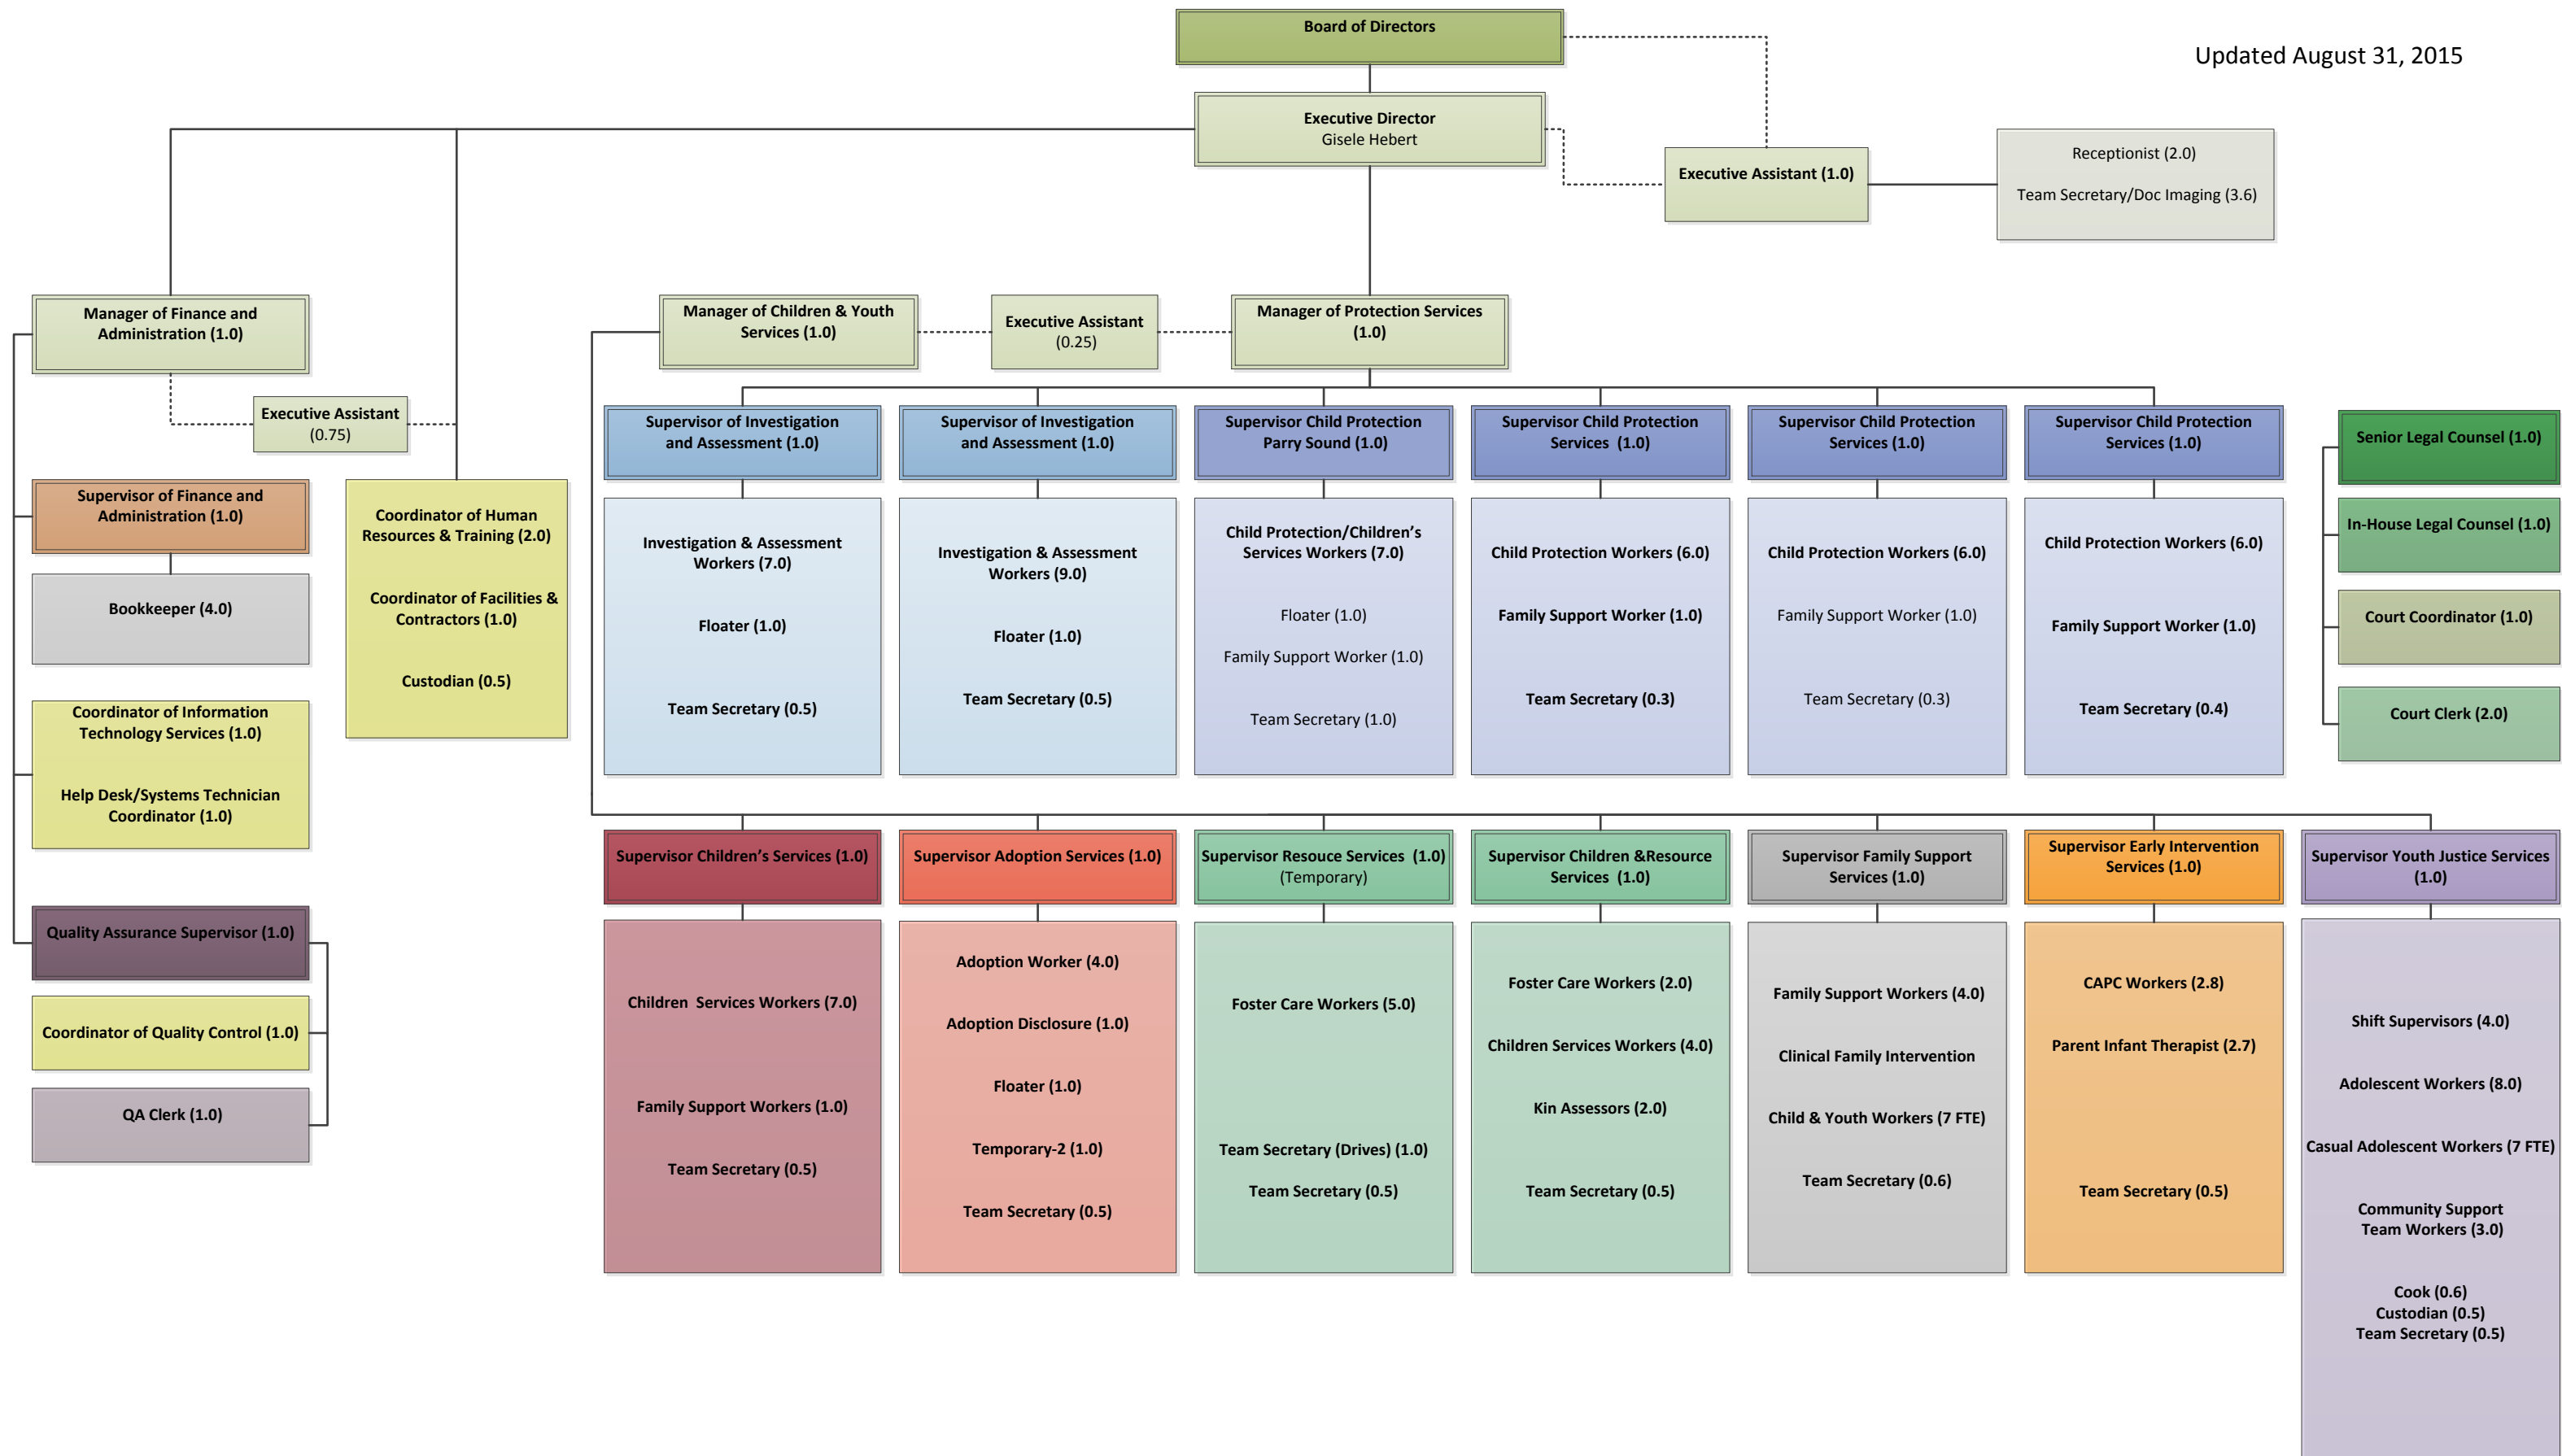 Board of Directors
Updated August 31, 2015
Executive Director
Gisele Hebert
Executive Assistant (1.0)
Receptionist (2.0)
Team Secretary/Doc Imaging (3.6)
Manager of Finance and
Administration (1.0)
Executive Assistant
(0.75)
Manager of Children & Youth
Services (1.0)
Executive Assistant
(0.25)
Manager of Protection Services
(1.0)
Supervisor of Finance and
Administration (1.0)
Bookkeeper (4.0)
Coordinator of Information
Technology Services (1.0)
Help Desk/Systems Technician
Coordinator (1.0)
Quality Assurance Supervisor (1.0)
Coordinator of Quality Control (1.0)
QA Clerk (1.0)
Coordinator of Human
Resources & Training (2.0)
Coordinator of Facilities &
Contractors (1.0)
Custodian (0.5)
Supervisor of Investigation
and Assessment (1.0)
Investigation & Assessment
Workers (7.0)
Floater (1.0)
Team Secretary (0.5)
Supervisor of Investigation
and Assessment (1.0)
Investigation & Assessment
Workers (9.0)
Floater (1.0)
Team Secretary (0.5)
Supervisor Child Protection
Parry Sound (1.0)
Child Protection/Children’s
Services Workers (7.0)
Floater (1.0)
Family Support Worker (1.0)
Team Secretary (1.0)
Supervisor Child Protection
Services  (1.0)
Child Protection Workers (6.0)
Family Support Worker (1.0)
Team Secretary (0.3)
Supervisor Child Protection
Services (1.0)
Child Protection Workers (6.0)
Family Support Worker (1.0)
Team Secretary (0.3)
Supervisor Child Protection
Services (1.0)
Child Protection Workers (6.0)
Family Support Worker (1.0)
Team Secretary (0.4)
Senior Legal Counsel (1.0)
In-House Legal Counsel (1.0)
Court Coordinator (1.0)
Court Clerk (2.0)
Supervisor Children’s Services (1.0)
Children  Services Workers (7.0)
Family Support Workers (1.0)
Team Secretary (0.5)
Supervisor Adoption Services (1.0)
Adoption Worker (4.0)
Adoption Disclosure (1.0)
Floater (1.0)
Temporary-2 (1.0)
Team Secretary (0.5)
Supervisor Resouce Services  (1.0)
(Temporary)
Foster Care Workers (5.0)
Team Secretary (Drives) (1.0)
Team Secretary (0.5)
Supervisor Children &Resource
Services  (1.0)
Foster Care Workers (2.0)
Children Services Workers (4.0)
Kin Assessors (2.0)
Team Secretary (0.5)
Supervisor Family Support
Services (1.0)
Family Support Workers (4.0)
Clinical Family Intervention
Child & Youth Workers (7 FTE)
Team Secretary (0.6)
Supervisor Early Intervention
Services (1.0)
CAPC Workers (2.8)
Parent Infant Therapist (2.7)
Team Secretary (0.5)
Supervisor Youth Justice Services
(1.0)
Shift Supervisors (4.0)
Adolescent Workers (8.0)
Casual Adolescent Workers (7 FTE)
Community Support
Team Workers (3.0)
Cook (0.6)
Custodian (0.5)
Team Secretary (0.5)